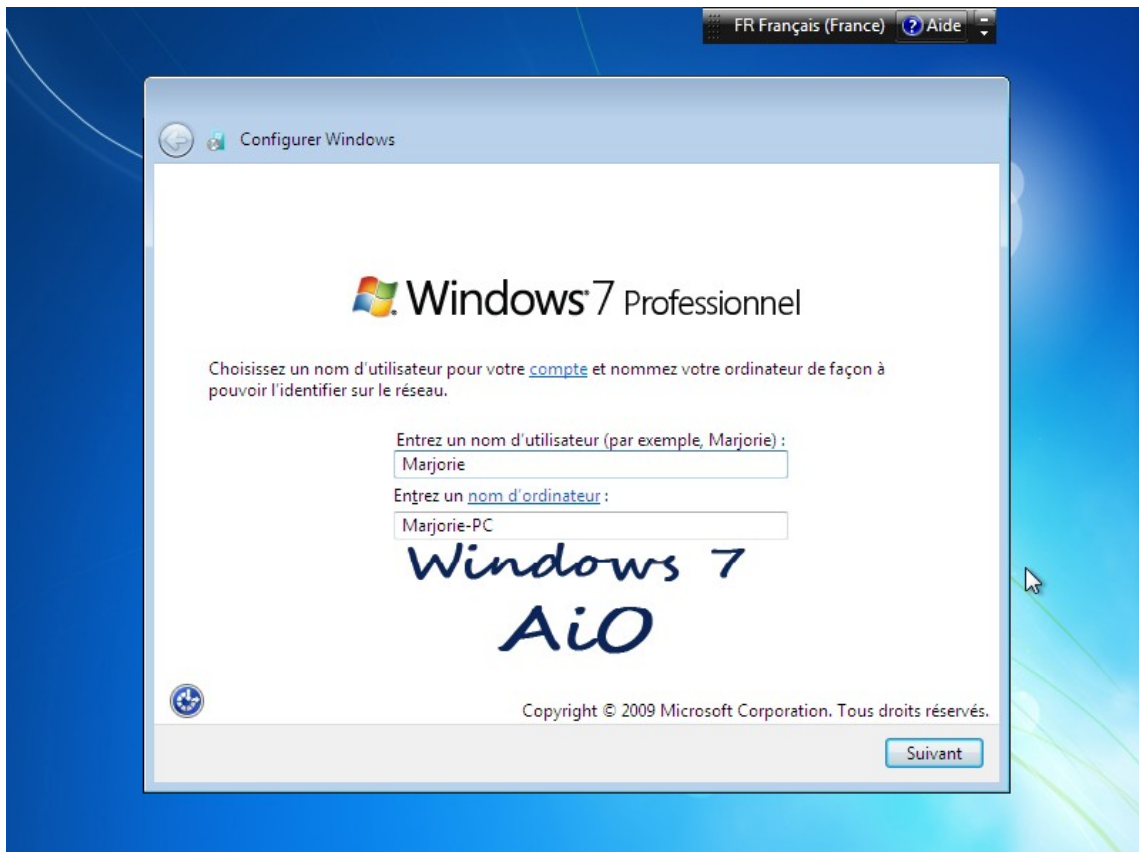 FR Français (France) Aide
Configurer Windows
Windows 7 Professionnel
Choisissez un nom d'utilisateur pour votre compte et nommez votre ordinateur de façon à
pouvoir l'identifier sur le réseau.
Entrez un nom d'utilisateur (par exemple, Marjorie) :
Marjorie
Entrez un nom d'ordinateur :
Marjorie-PC
Windows 7
AiO
Copyright © 2009 Microsoft Corporation. Tous droits réservés.
Suivant